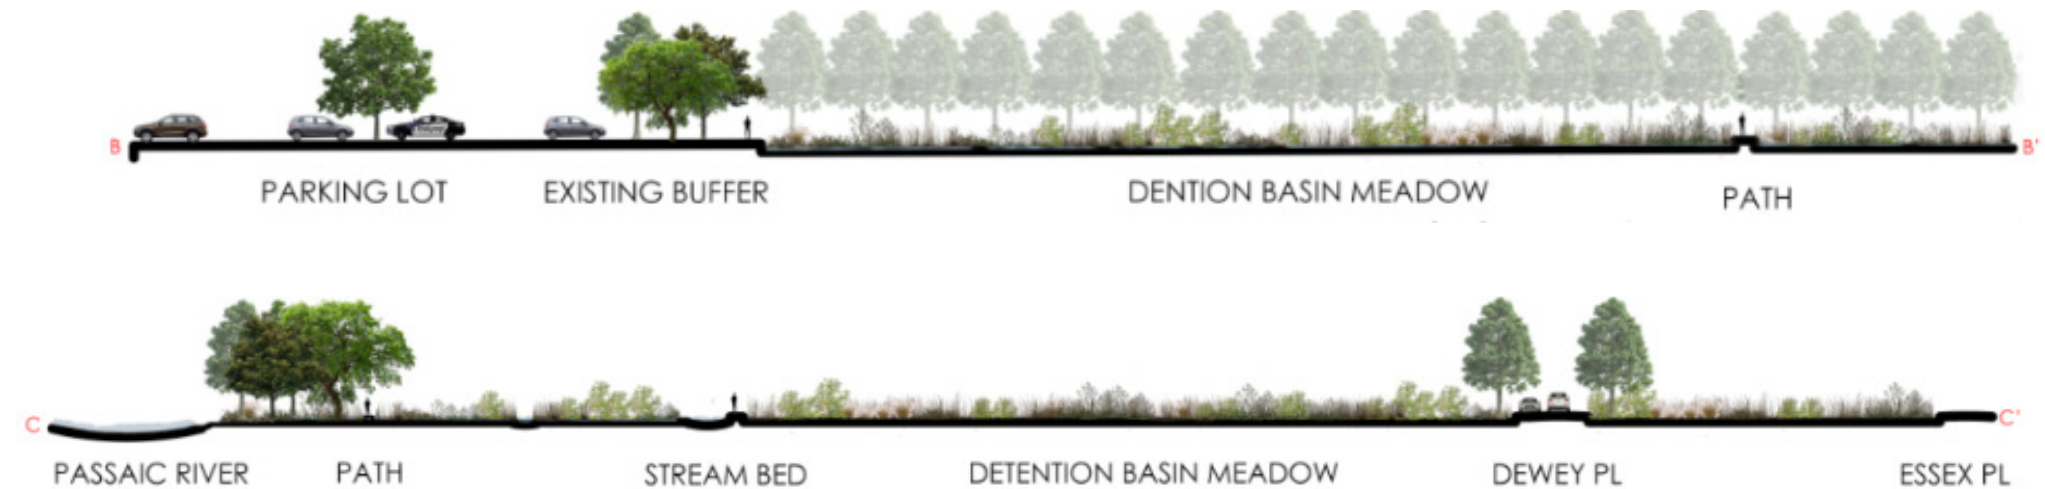 B B'
PARKING LOT EXISTING BUFFER DENTION BASIN MEADOW PATH
C C'
PASSAIC RIVER PATH STREAM BED DETENTION BASIN MEADOW DEWEY PL ESSEX PL